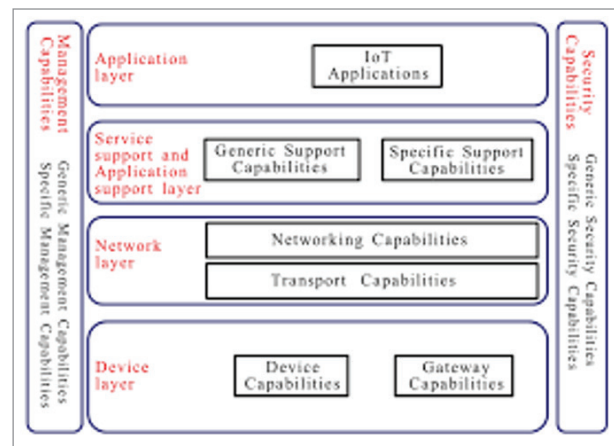 Management
Capabilities
Generic Management Capabilities
Specific Management Capabilities
Application
layer
IoT
Applications
Service
support and
Application
support layer
Generic Support
Capabilities
Specific Support
Capabilities
Network
layer
Networking Capabilities
Transport Capabilities
Device
layer
Device
Capabilities
Gateway
Capabilities
Security
Capabilities
Generic Security Capabilities
Specific Security Capabilities